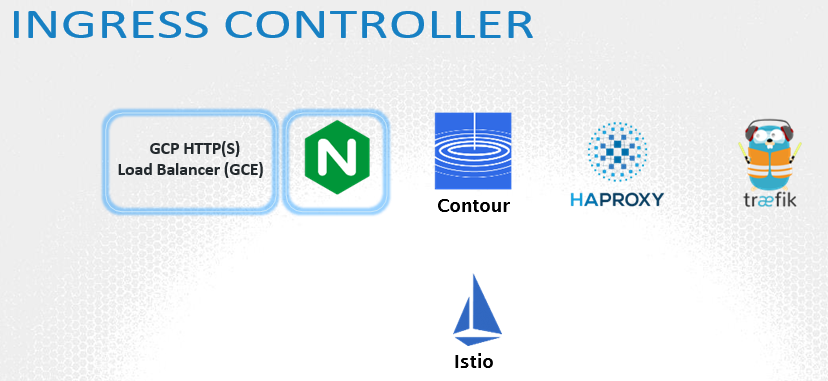 INGRESS CONTROLLER
GCP HTTP(S)
Load Balancer (GCE)
N
Contour
HAPROXY
træfik
Istio